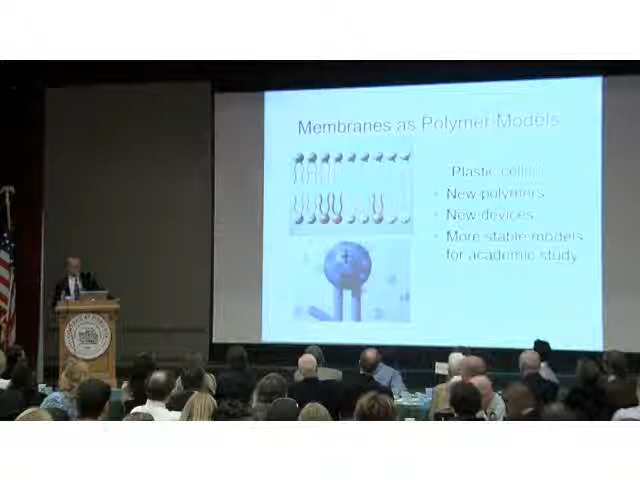 Membranes as Polymer Models
"Plastic cells"
• New polymers
• New devices
• More stable models
for academic study